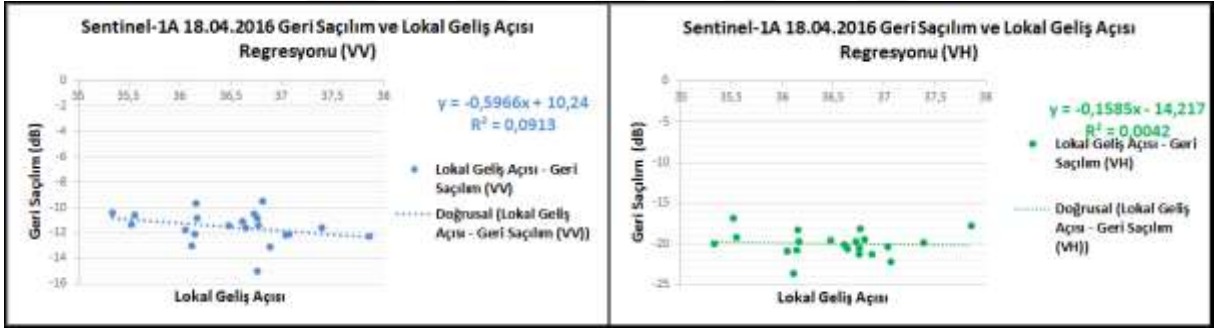 Sentinel-1A 18.04.2016 Geri Saçılım ve Lokal Geliş Açısı
Regresyonu (VV)
Geri Saçılım (dB)
0
-2
-4
-6
-8
-10
-12
-14
-16
35
35,5
36
36,5
37
37,5
38
y = -0,5966x + 10,24
R² = 0,0913
Lokal Geliş Açısı - Geri
Saçılım (VV)
Doğrusal (Lokal Geliş
Açısı - Geri Saçılım (VV))
Lokal Geliş Açısı
Sentinel-1A 18.04.2016 Geri Saçılım ve Lokal Geliş Açısı
Regresyonu (VH)
Geri Saçılım (dB)
0
-5
-10
-15
-20
-25
35
35,5
36
36,5
37
37,5
38
y = -0,1585x - 14,217
R² = 0,0042
Lokal Geliş Açısı - Geri
Saçılım (VH)
Doğrusal (Lokal Geliş
Açısı - Geri Saçılım
(VH))
Lokal Geliş Açısı